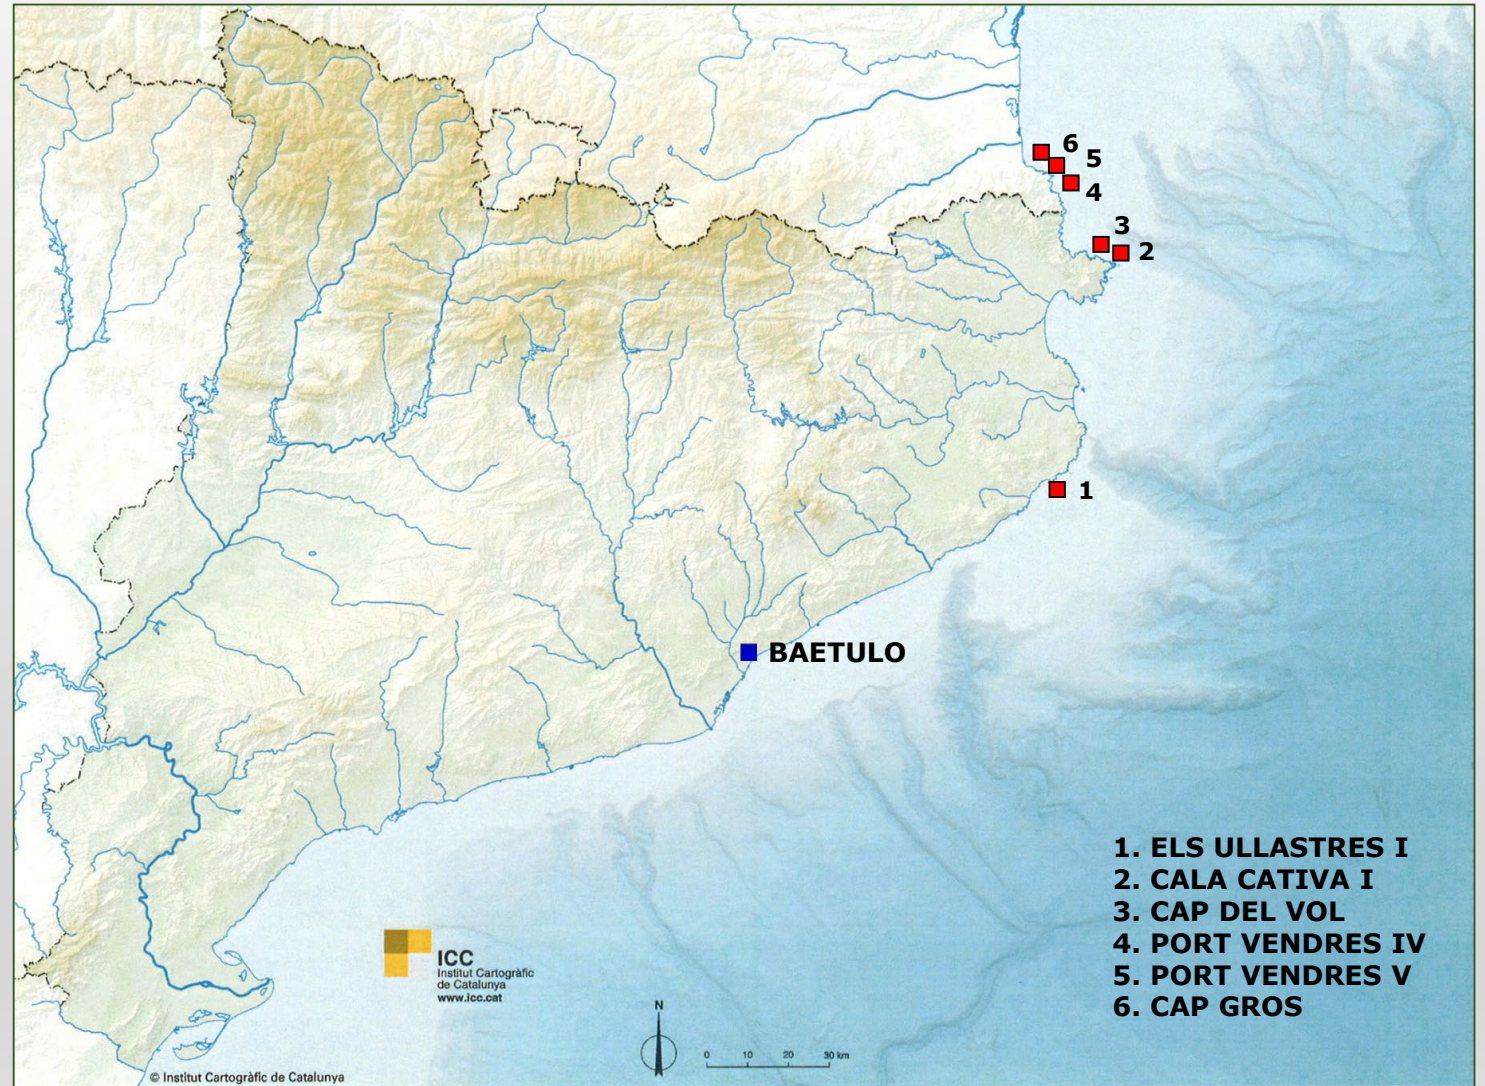 6
5
4
3
2
1
BAETULO
1. ELS ULLASTRES I
2. CALA CATIVA I
3. CAP DEL VOL
4. PORT VENDRES IV
5. PORT VENDRES V
6. CAP GROS
ICC
Institut Cartogràfic
de Catalunya
www.icc.cat
N
0 10 20 30 km
© Institut Cartogràfic de Catalunya